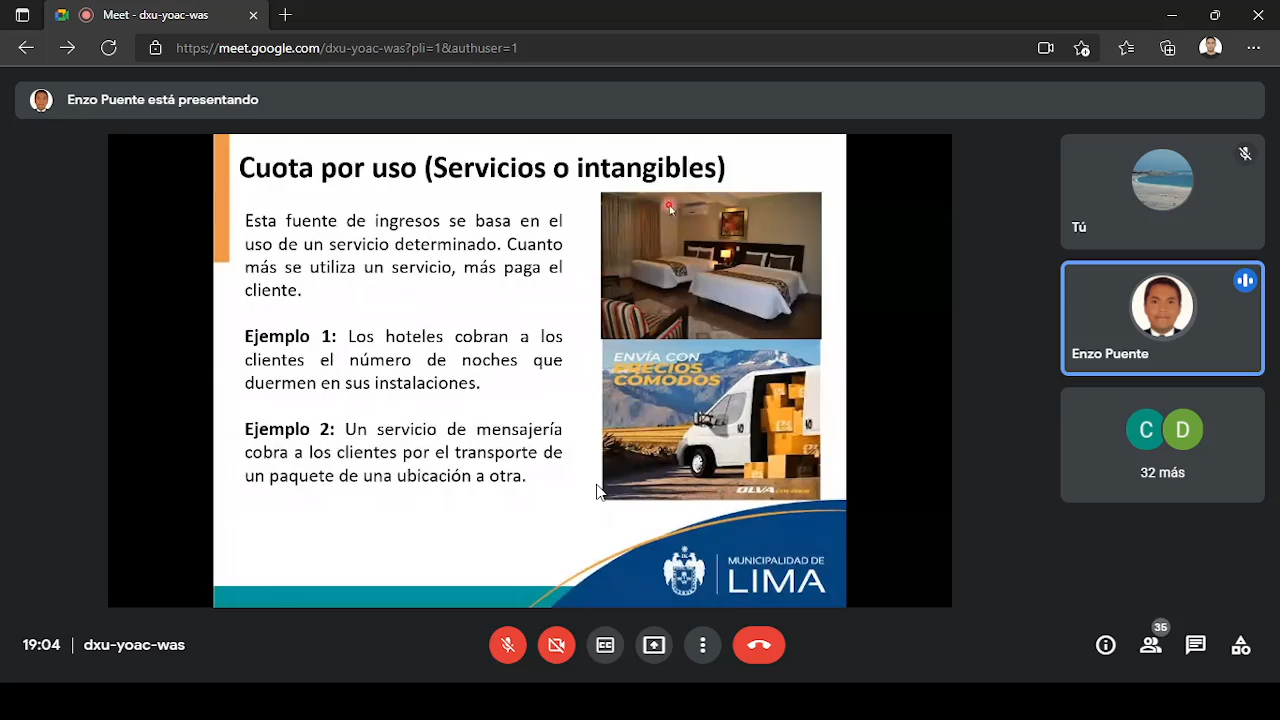 Meet - dxu-yoac-was
https://meet.google.com/dxu-yoac-was?pli=1&authuser=1
Enzo Puente está presentando
Cuota por uso (Servicios o intangibles)
Esta fuente de ingresos se basa en el
uso de un servicio determinado. Cuanto
más se utiliza un servicio, más paga el
cliente.
Ejemplo 1: Los hoteles cobran a los
clientes el número de noches que
duermen en sus instalaciones.
Ejemplo 2: Un servicio de mensajería
cobra a los clientes por el transporte de
un paquete de una ubicación a otra.
ENVÍA CON
PRECIOS
CÓMODOS
OLVA
MUNICIPALIDAD DE
LIMA
Tú
Enzo Puente
C D
32 más
19:04 | dxu-yoac-was
CC
35